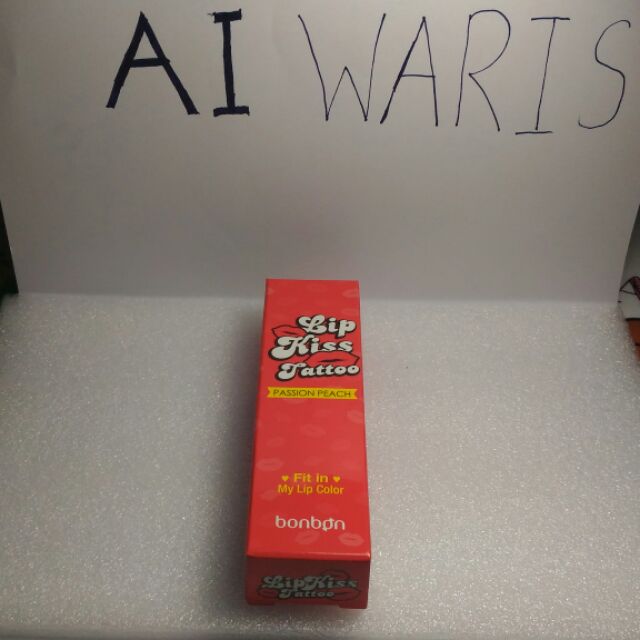 AI WARIS
Lip
Kiss
Tattoo
PASSION PEACH
♥ Fit in ♥
My Lip Color
bonbon
Lip Kiss
Tattoo